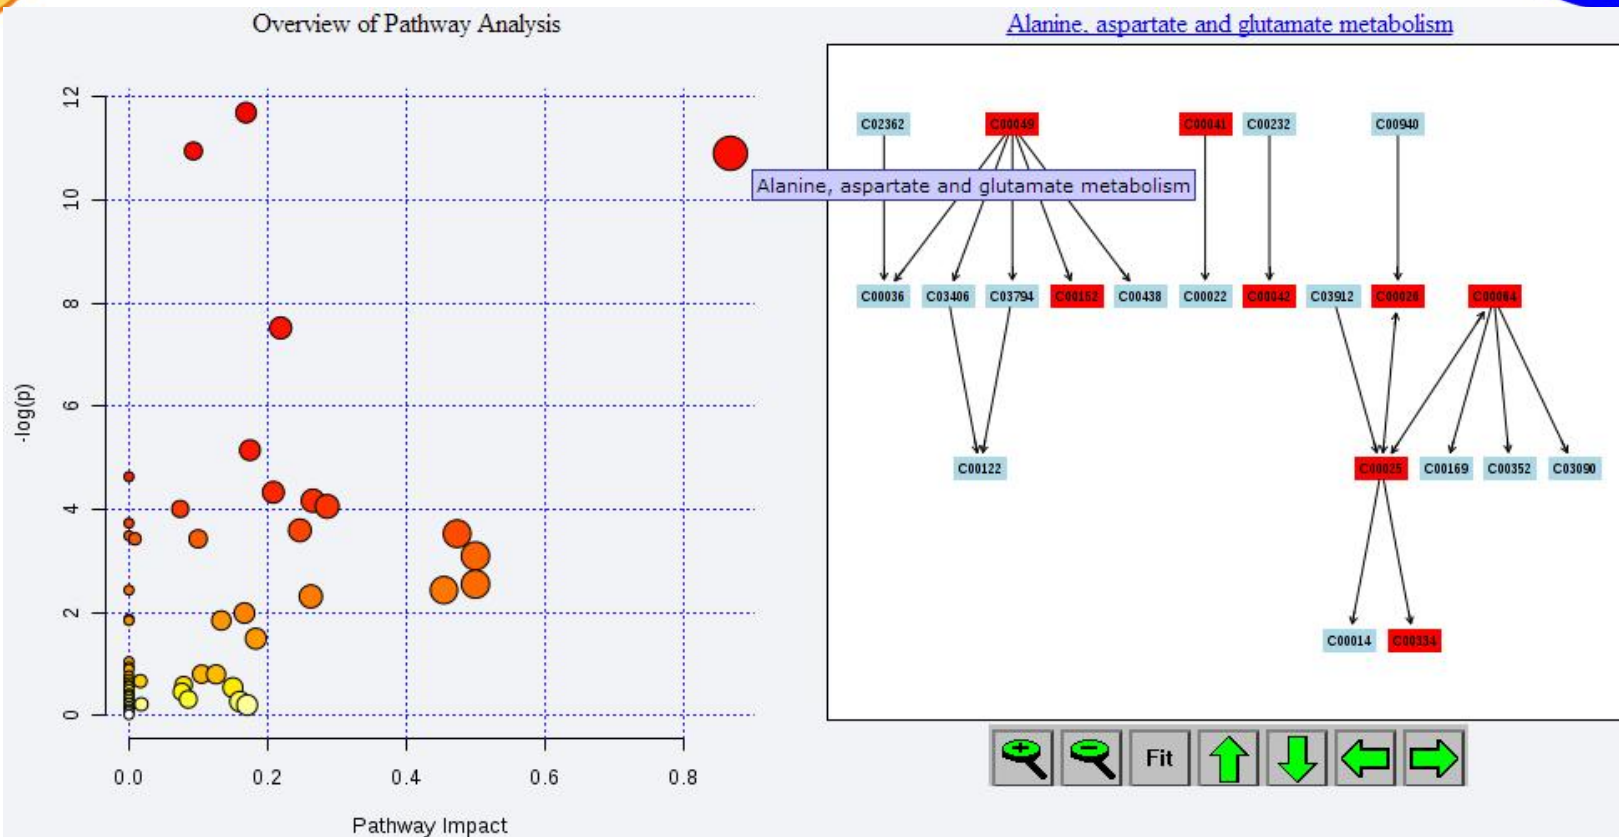 Overview of Pathway Analysis
12
10
8
6
4
2
0
-log(p)
0.0 0.2 0.4 0.6 0.8
Pathway Impact
Alanine, aspartate and glutamate metabolism
C02362 C00049 C00041 C00232 C00940
Alanine, aspartate and glutamate metabolism
C00036 C03406 C03794 C00152 C00438 C00022 C00042 C03912 C00026 C00064
C00122 C00025 C00169 C00352 C03090
C00014 C00334
Fit